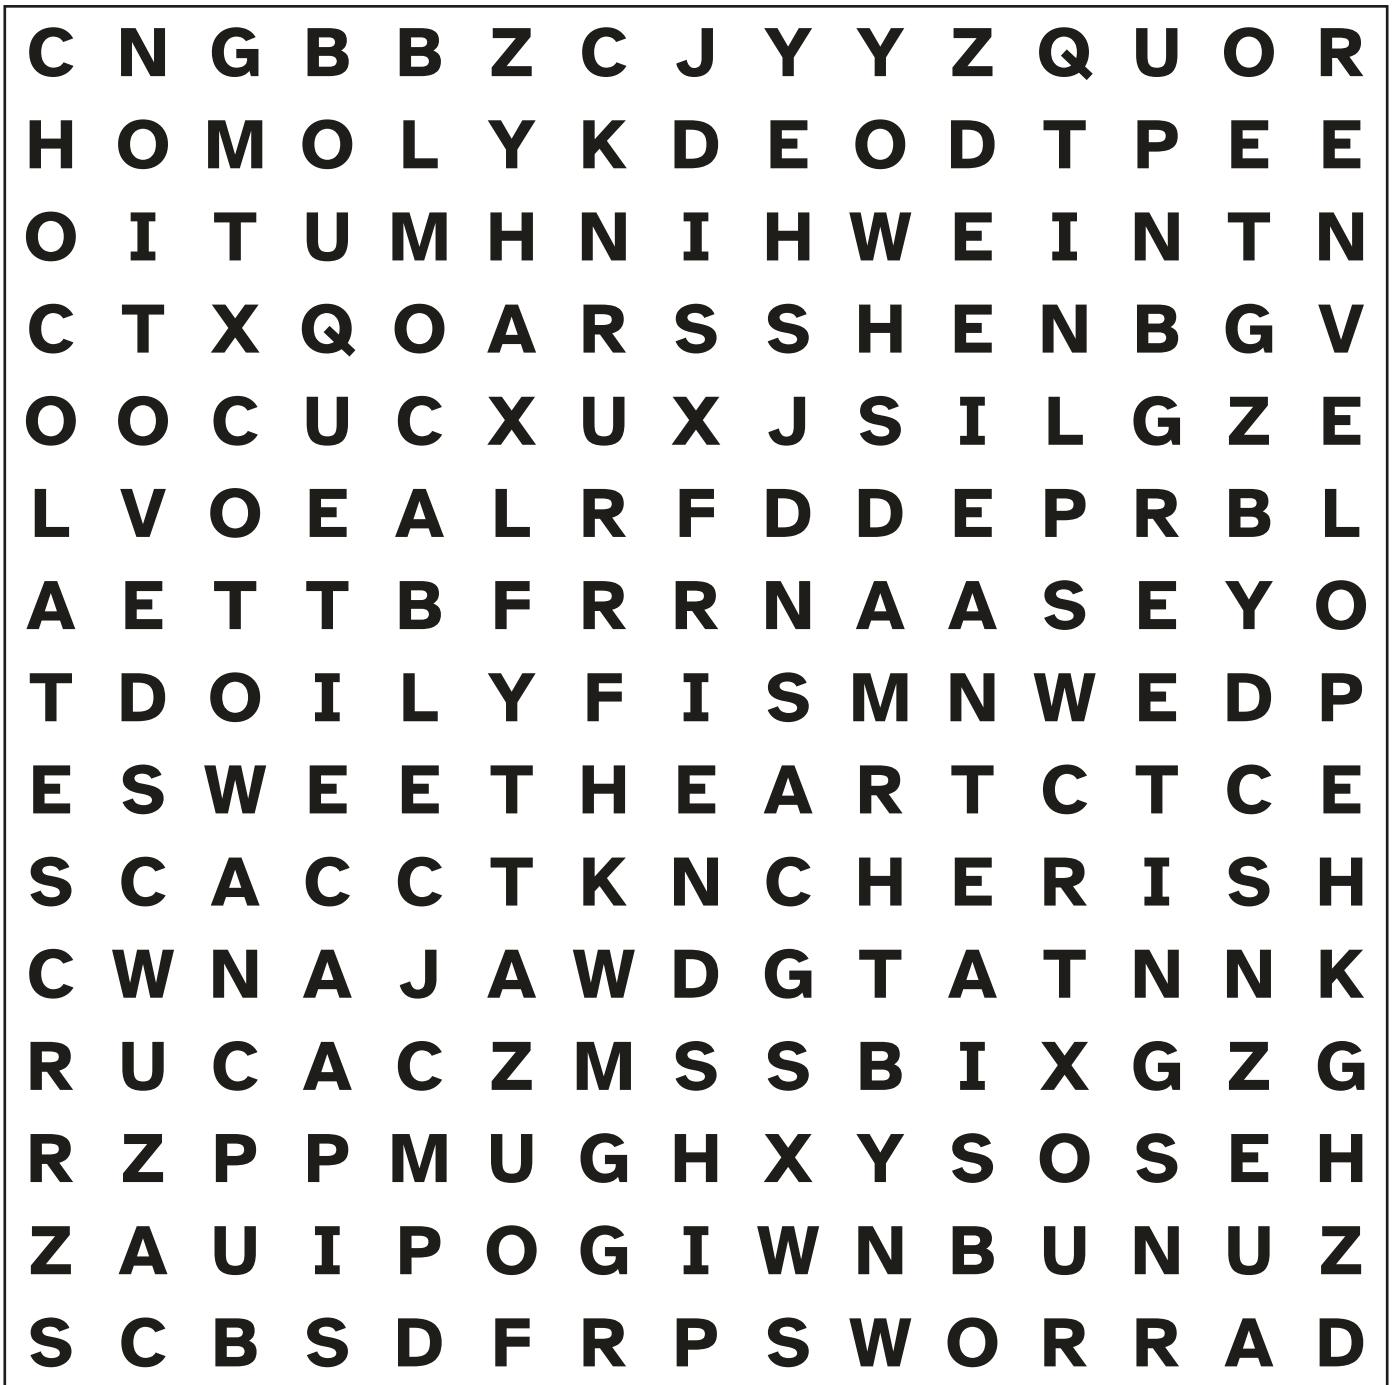 C N G B B Z C J Y Y Z Q U O R
H O M O L Y K D E O D T P E E
O I T U M H N I H W E I N T N
C T X Q O A R S S H E N B G V
O O C U C X U X J S I L G Z E
L V O E A L R F D D E P R B L
A E T T B F R R N A A S E Y O
T D O I L Y F I S M N W E D P
E S W E E T H E A R T C T C E
S C A C C T K N C H E R I S H
C W N A J A W D G T A T N N K
R U C A C Z M S S B I X G Z G
R Z P P M U G H X Y S O S E H
Z A U I P O G I W N B U N U Z
S C B S D F R P S W O R R A D